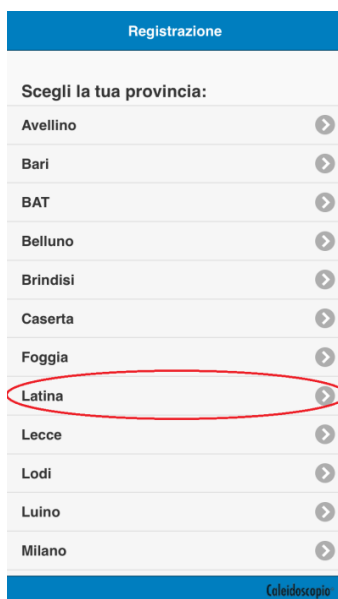 Registrazione
Scegli la tua provincia:
Avellino
Bari
BAT
Belluno
Brindisi
Caserta
Foggia
Latina
Lecce
Lodi
Luino
Milano
Caleidoscopio